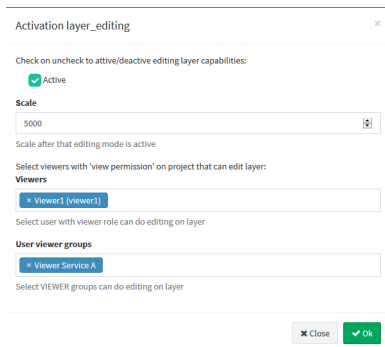 Activation layer_editing
×
Check on uncheck to attive/deactive editing layer capabilities:
Active
Scale
5000
Scale after that editing mode is active
Select viewers with 'view permission' on project that can edit layer:
Viewers
× Viewer1 (viewer1)
Select user with viewer role can do editing on layer
User viewer groups
× Viewer Service A
Select VIEWER groups can do editing on layer
✖ Close
✔ Ok